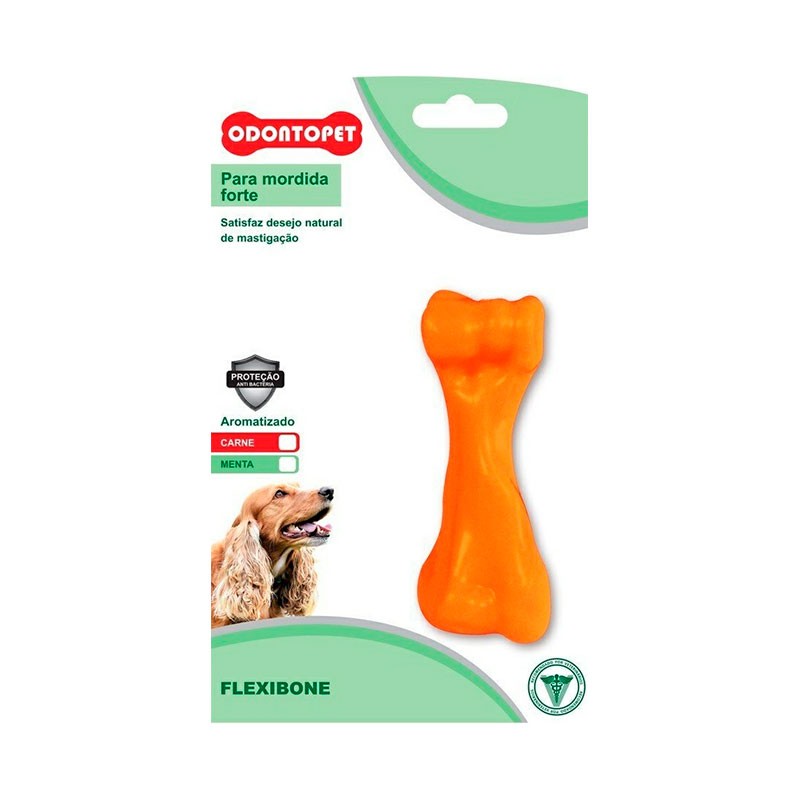 ODONTOPET
Para mordida
forte
Satisfaz desejo natural
de mastigação
PROTEÇÃO
ANTI BACTÉRIA
Aromatizado
CARNE
MENTA
FLEXIBONE